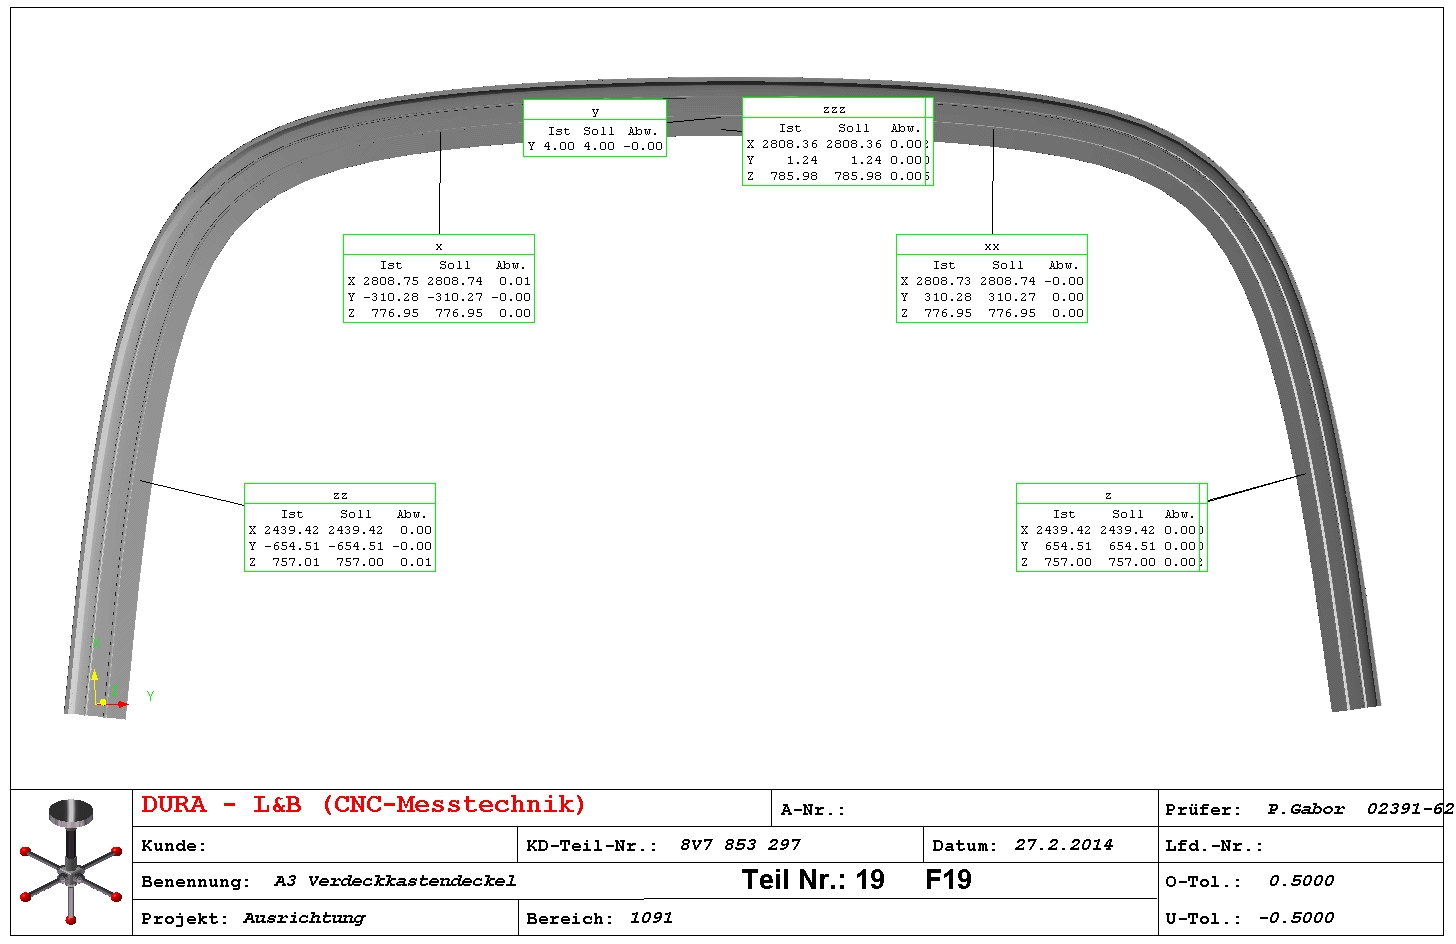 y
Ist Soll Abw.
Y 4.00 4.00 -0.00
zzz
Ist Soll Abw.
X 2808.36 2808.36 0.00
Y 1.24 1.24 0.00
Z 785.98 785.98 0.00
x
Ist Soll Abw.
X 2808.75 2808.74 0.01
Y -310.28 -310.27 -0.00
Z 776.95 776.95 0.00
xx
Ist Soll Abw.
X 2808.73 2808.74 -0.00
Y 310.28 310.27 0.00
Z 776.95 776.95 0.00
zz
Ist Soll Abw.
X 2439.42 2439.42 0.00
Y -654.51 -654.51 -0.00
Z 757.01 757.00 0.01
z
Ist Soll Abw.
X 2439.42 2439.42 0.00
Y 654.51 654.51 0.00
Z 757.00 757.00 0.00
Z Y
DURA - L&B (CNC-Messtechnik) A-Nr.: Prüfer: P.Gabor 02391-62
Kunde: KD-Teil-Nr.: 8V7 853 297 Datum: 27.2.2014 Lfd.-Nr.:
Benennung: A3 Verdeckkastendeckel Teil Nr.: 19 F19 O-Tol.: 0.5000
Projekt: Ausrichtung Bereich: 1091 U-Tol.: -0.5000